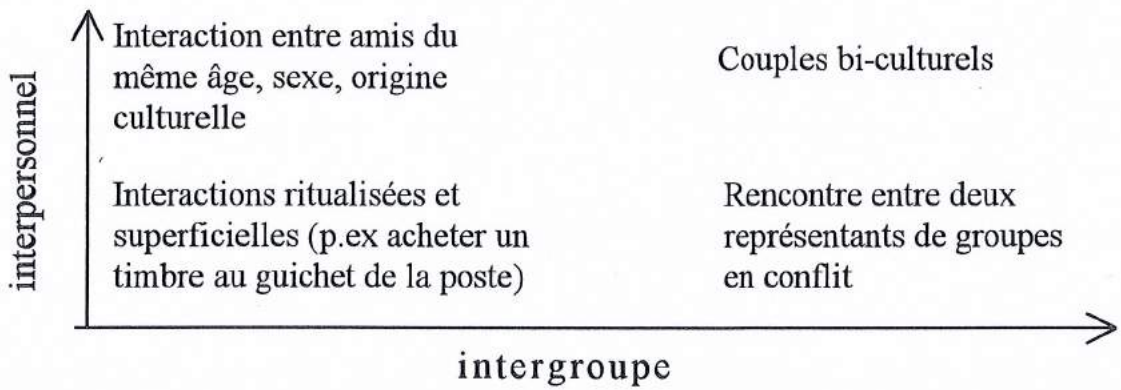 Interaction entre amis du
même âge, sexe, origine
culturelle
Couples bi-culturels
Interactions ritualisées et
superficielles (p.ex acheter un
timbre au guichet de la poste)
Rencontre entre deux
représentants de groupes
en conflit
interpersonnel
intergroupe